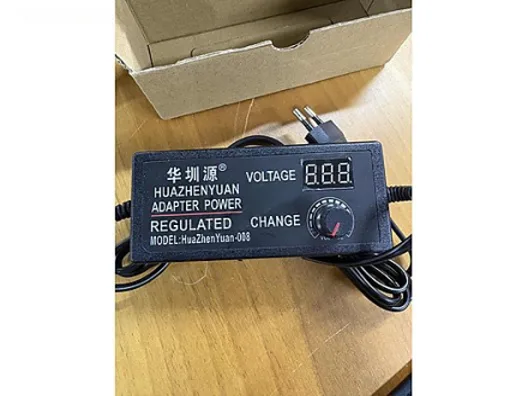 华圳源®
HUAZHENYUAN
ADAPTER POWER
REGULATED
MODEL:HuaZhenYuan-008
VOLTAGE
8.8.8.
CHANGE